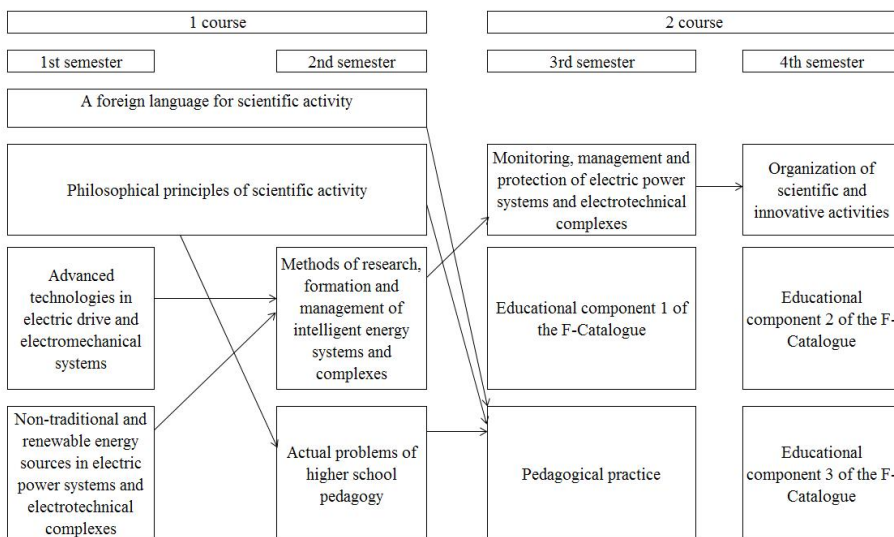 1 course
2 course
1st semester
2nd semester
3rd semester
4th semester
A foreign language for scientific activity
Philosophical principles of scientific activity
Monitoring, management and
protection of electric power
systems and electrotechnical
complexes
Organization of
scientific and
innovative activities
Advanced
technologies in
electric drive and
electromechanical
systems
Methods of research,
formation and
management of
intelligent energy
systems and
complexes
Educational component 1 of
the F-Catalogue
Educational
component 2 of the F-
Catalogue
Non-traditional and
renewable energy
sources in electric
power systems and
electrotechnical
complexes
Actual problems of
higher school
pedagogy
Pedagogical practice
Educational
component 3 of the F-
Catalogue